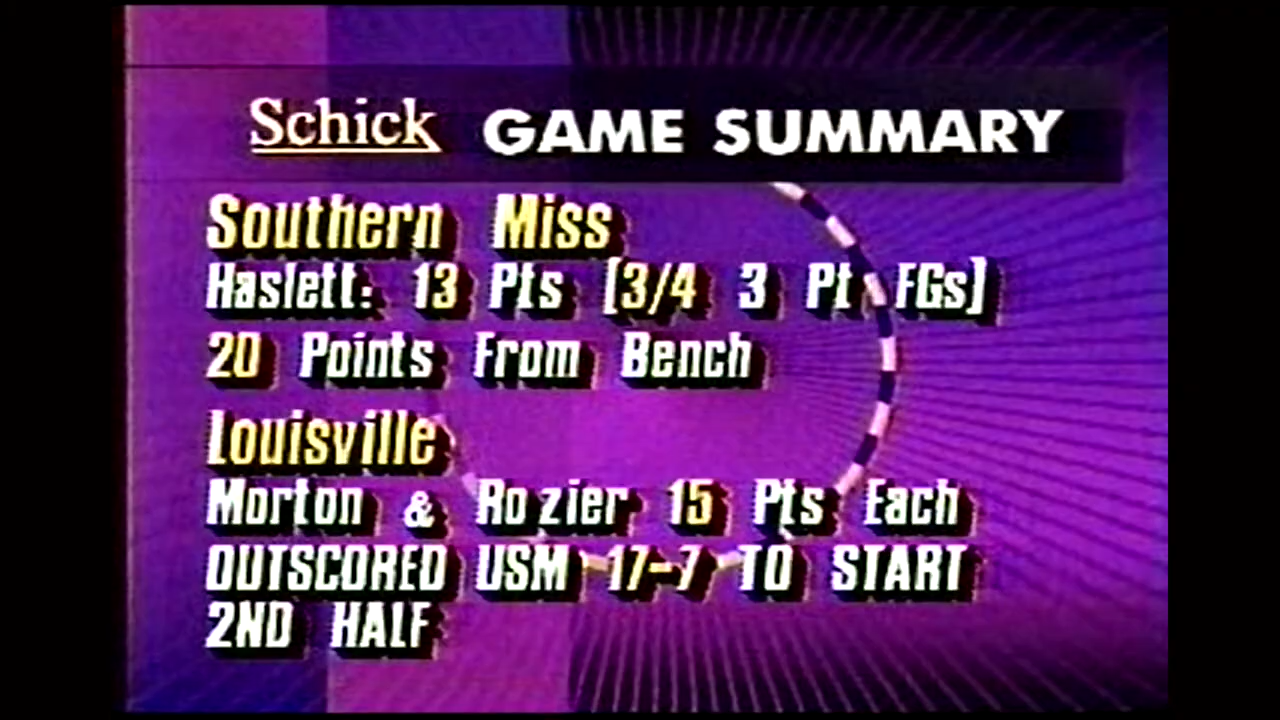 Schick GAME SUMMARY
Southern Miss
Haslett: 13 Pts [3/4 3 Pt FGs]
20 Points From Bench
Louisville
Morton & Rozier 15 Pts Each
OUTSCORED USM 17-7 TO START
2ND HALF